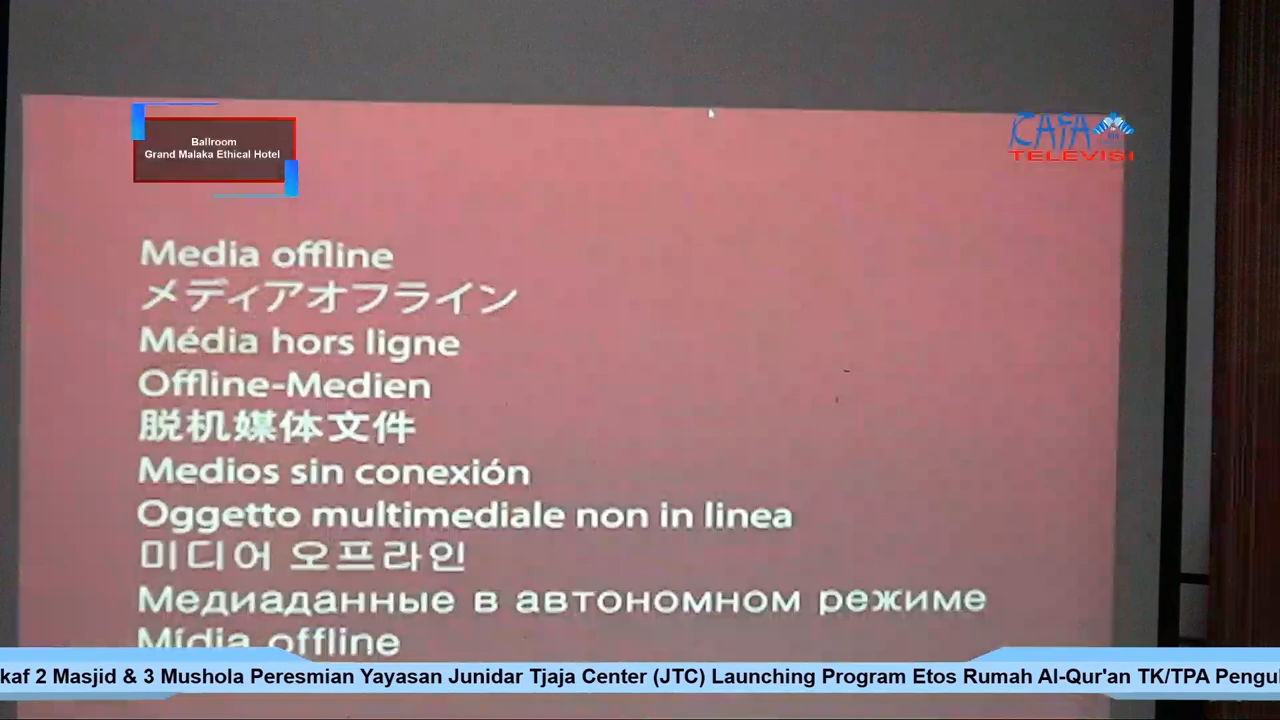 Ballroom
Grand Malaka Ethical Hotel
CAFA
TELEVISI
Media offline
メディアオフライン
Média hors ligne
Offline-Medien
脱机媒体文件
Medios sin conexión
Oggetto multimediale non in linea
미디어 오프라인
Медиаданные в автономном режиме
Mídia offline
kaf 2 Masjid & 3 Mushola Peresmian Yayasan Junidar Tjaja Center (JTC) Launching Program Etos Rumah Al-Qur'an TK/TPA Pengul